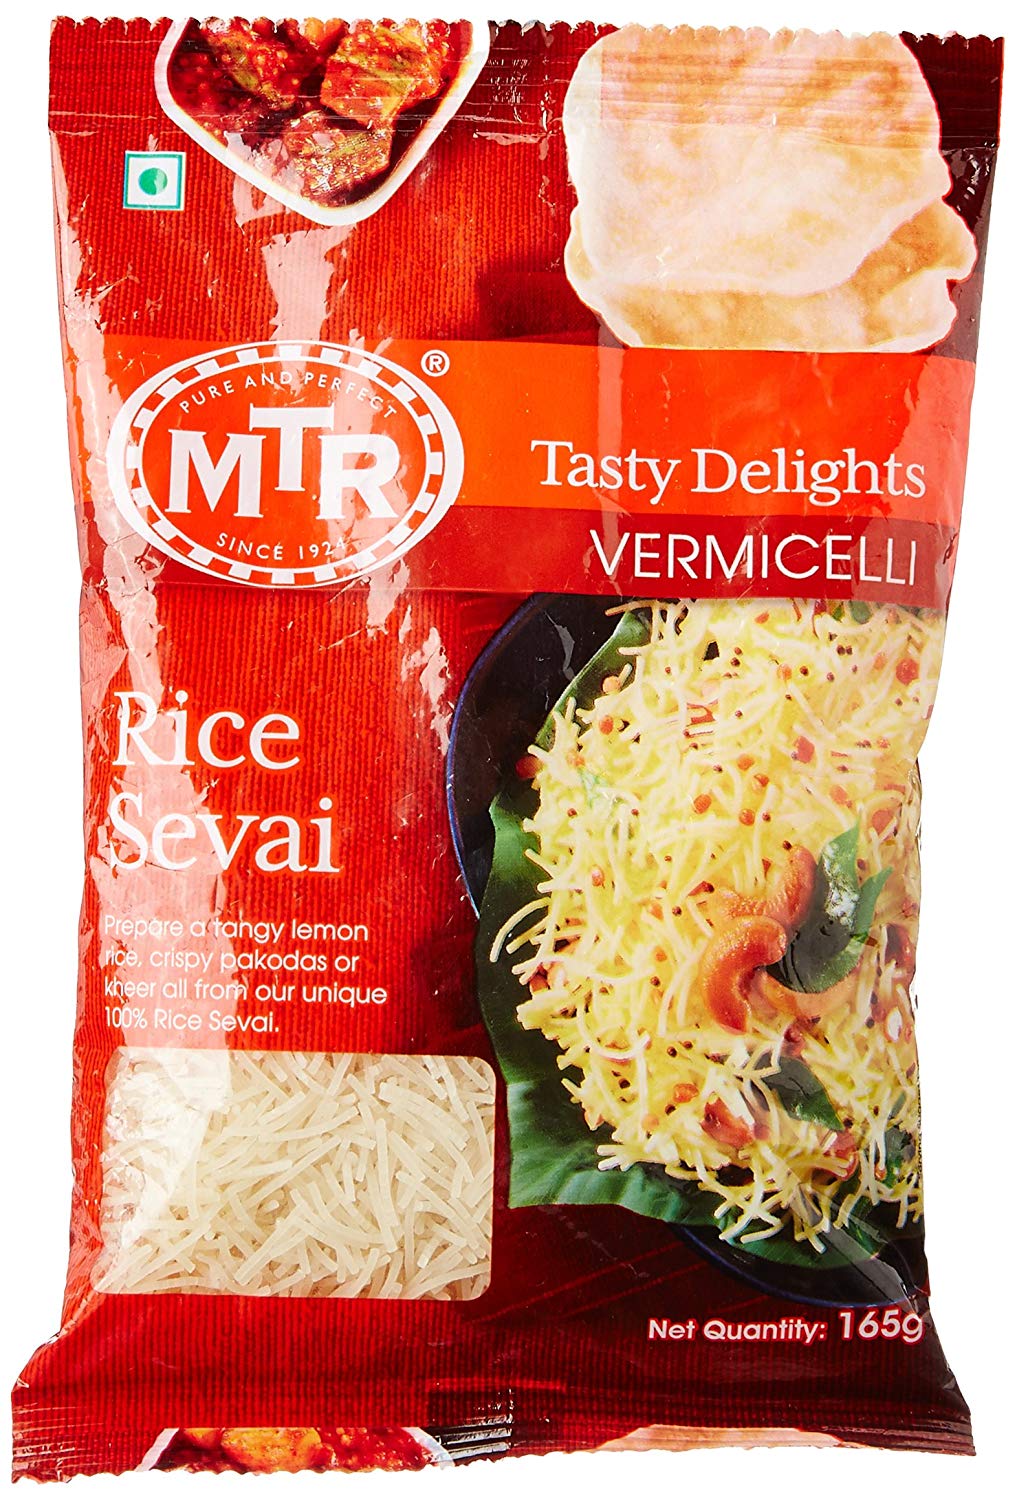 PURE AND PERFECT
®
MTR
SINCE 1924
Tasty Delights
VERMICELLI
Rice
Sevai
Prepare a tangy lemon
rice, crispy pakodas or
kheer all from our unique
100% Rice Sevai.
Net Quantity: 165g